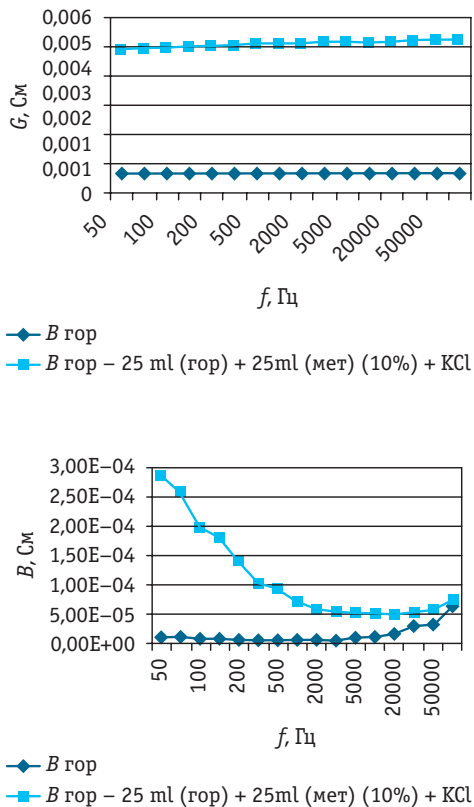 0,006
0,005
0,004
0,003
0,002
0,001
0,001
0
G, См
50
100
200
500
2000
5000
20000
50000
f, Гц
B гор
B гор – 25 ml (гор) + 25ml (мет) (10%) + KCl
3,00E–04
2,50E–04
2,00E–04
1,50E–04
1,00E–04
5,00E–05
0,00E+00
B, См
50
100
200
500
2000
5000
20000
50000
f, Гц
B гор
B гор – 25 ml (гор) + 25ml (мет) (10%) + KCl